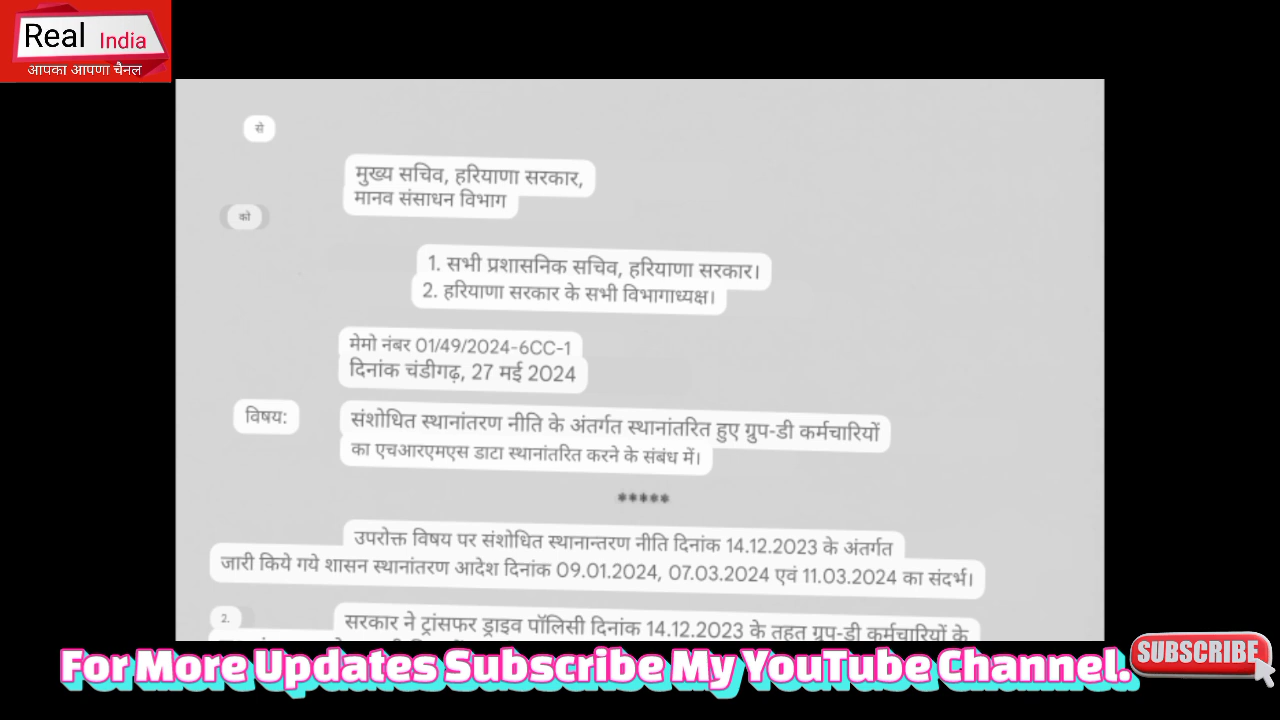 Real India
आपका आपणा चैनल
से
मुख्य सचिव, हरियाणा सरकार,
मानव संसाधन विभाग
को
1. सभी प्रशासनिक सचिव, हरियाणा सरकार।
2. हरियाणा सरकार के सभी विभागाध्यक्ष।
मेमो नंबर 01/49/2024-6CC-1
दिनांक चंडीगढ़, 27 मई 2024
विषय: संशोधित स्थानांतरण नीति के अंतर्गत स्थानांतरित हुए ग्रुप-डी कर्मचारियों
का एचआरएमएस डाटा स्थानांतरित करने के संबंध में।
*****
उपरोक्त विषय पर संशोधित स्थानान्तरण नीति दिनांक 14.12.2023 के अंतर्गत
जारी किये गये शासन स्थानांतरण आदेश दिनांक 09.01.2024, 07.03.2024 एवं 11.03.2024 का संदर्भ।
2. सरकार ने ट्रांसफर ड्राइव पॉलिसी दिनांक 14.12.2023 के तहत ग्रुप-डी कर्मचारियों के
For More Updates Subscribe My YouTube Channel.
SUBSCRIBE